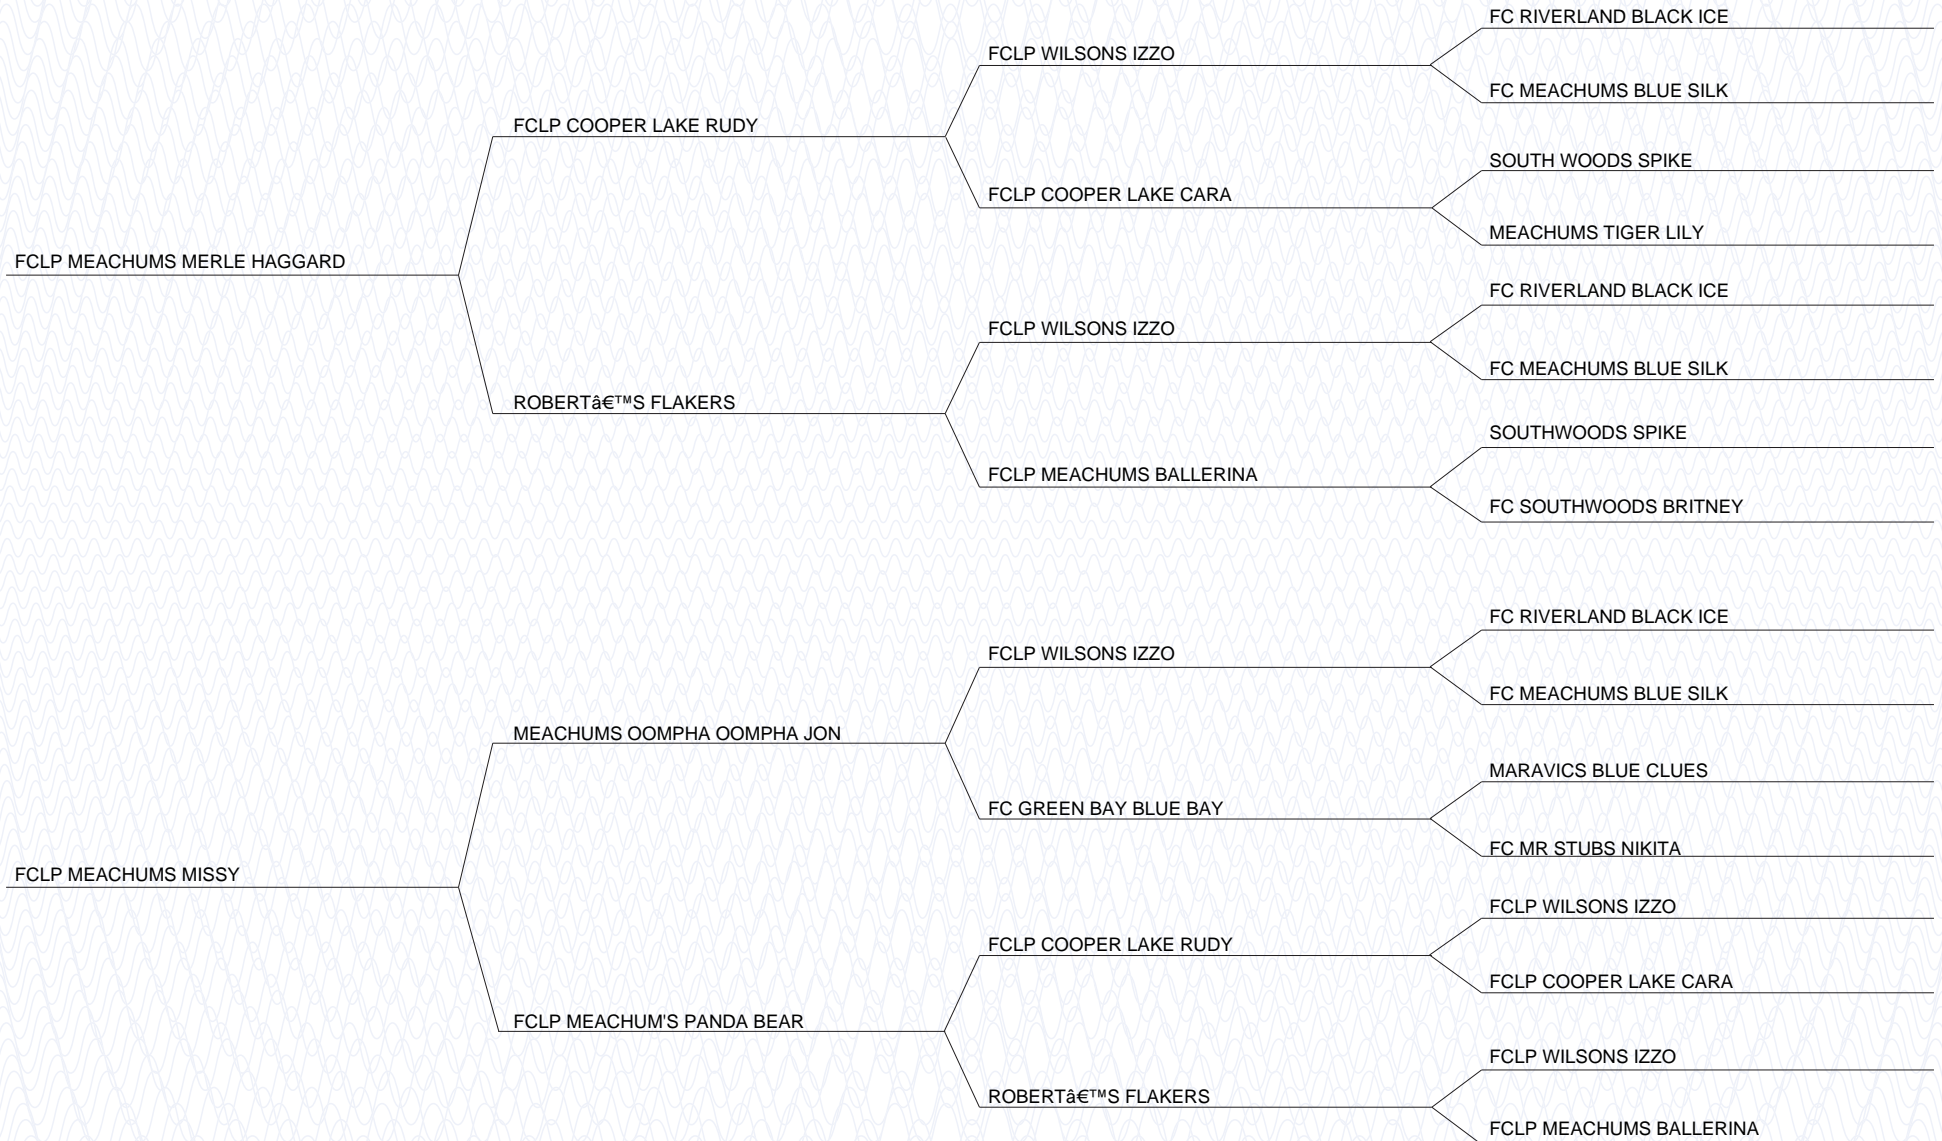 FC RIVERLAND BLACK ICE
FCLP WILSONS IZZO
FC MEACHUMS BLUE SILK
FCLP COOPER LAKE RUDY
SOUTH WOODS SPIKE
FCLP COOPER LAKE CARA
MEACHUMS TIGER LILY
FCLP MEACHUMS MERLE HAGGARD
FC RIVERLAND BLACK ICE
FCLP WILSONS IZZO
FC MEACHUMS BLUE SILK
ROBERTâ€™S FLAKERS
SOUTHWOODS SPIKE
FCLP MEACHUMS BALLERINA
FC SOUTHWOODS BRITNEY
FC RIVERLAND BLACK ICE
FCLP WILSONS IZZO
FC MEACHUMS BLUE SILK
MEACHUMS OOMPHA OOMPHA JON
MARAVICS BLUE CLUES
FC GREEN BAY BLUE BAY
FC MR STUBS NIKITA
FCLP MEACHUMS MISSY
FCLP WILSONS IZZO
FCLP COOPER LAKE RUDY
FCLP COOPER LAKE CARA
FCLP MEACHUM'S PANDA BEAR
FCLP WILSONS IZZO
ROBERTâ€™S FLAKERS
FCLP MEACHUMS BALLERINA